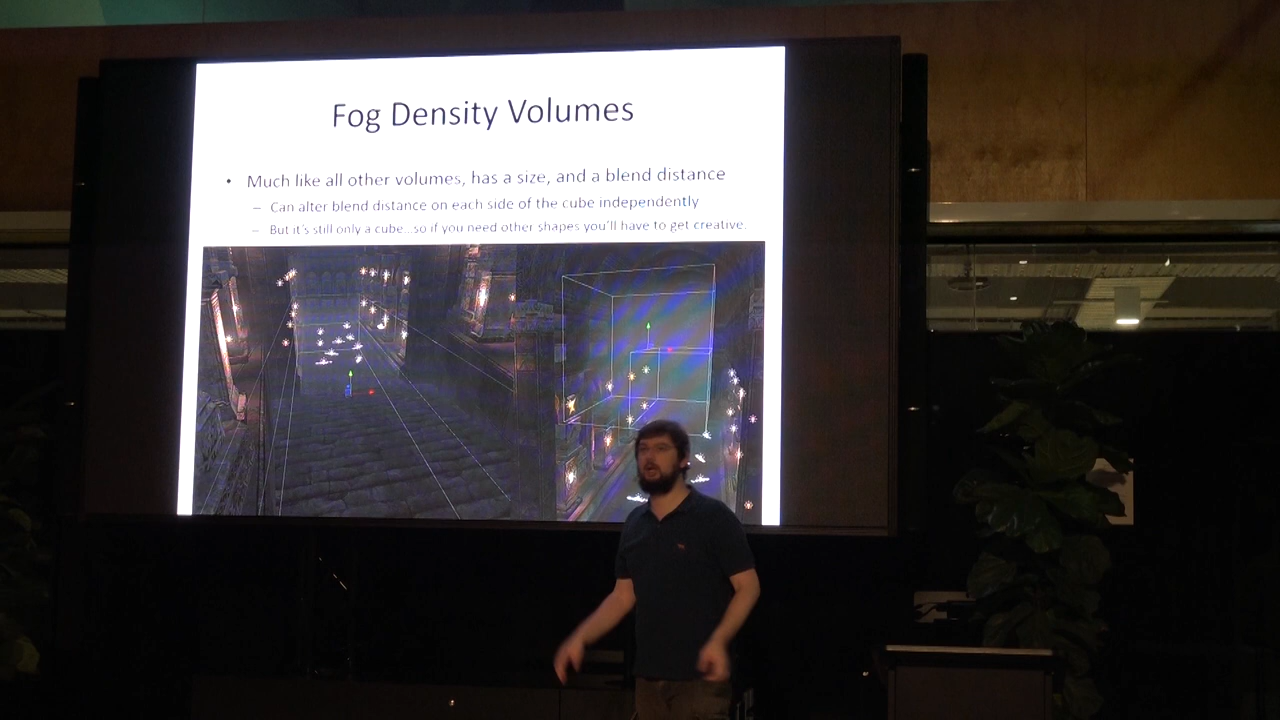 Fog Density Volumes
• Much like all other volumes, has a size, and a blend distance
– Can alter blend distance on each side of the cube independently
– But it's still only a cube...so if you need other shapes you'll have to get creative.